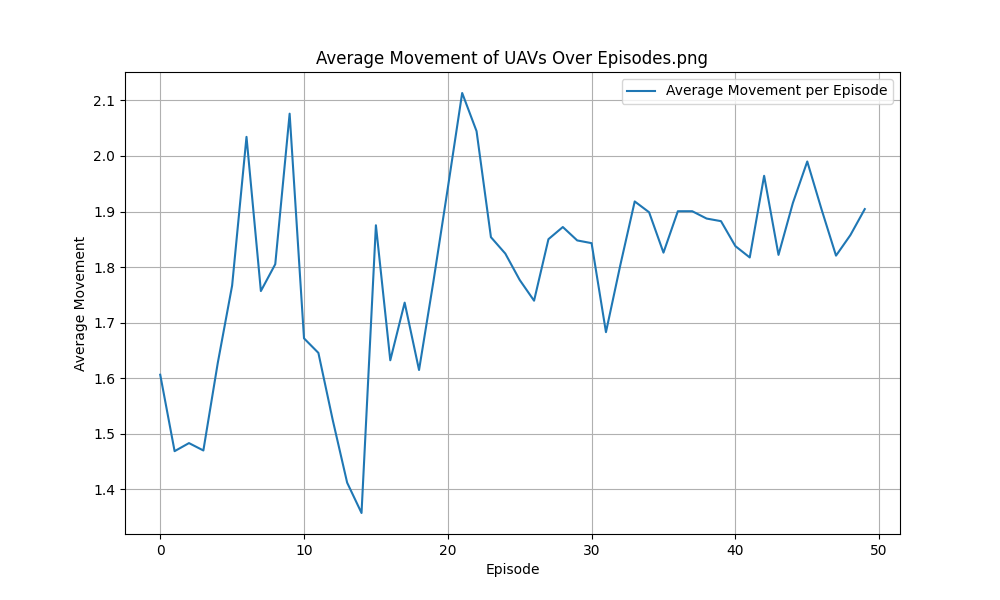 Average Movement of UAVs Over Episodes.png
Average Movement per Episode
2.1
2.0
1.9
1.8
1.7
1.6
1.5
1.4
Average Movement
0 10 20 30 40 50
Episode